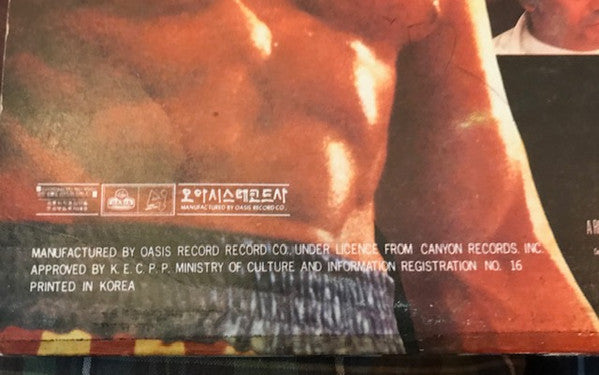 오아시스레코드사
MANUFACTURED BY OASIS RECORD CO.,
MANUFACTURED BY OASIS RECORD RECORD CO., UNDER LICENCE FROM CANYON RECORDS, INC.
APPROVED BY K. E. C. P. P. MINISTRY OF CULTURE AND INFORMATION REGISTRATION NO. 16
PRINTED IN KOREA